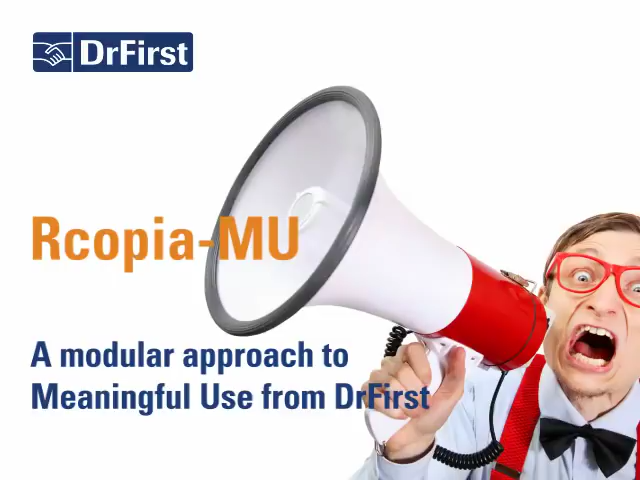 DrFirst
Rcopia-MU
A modular approach to
Meaningful Use from DrFirst